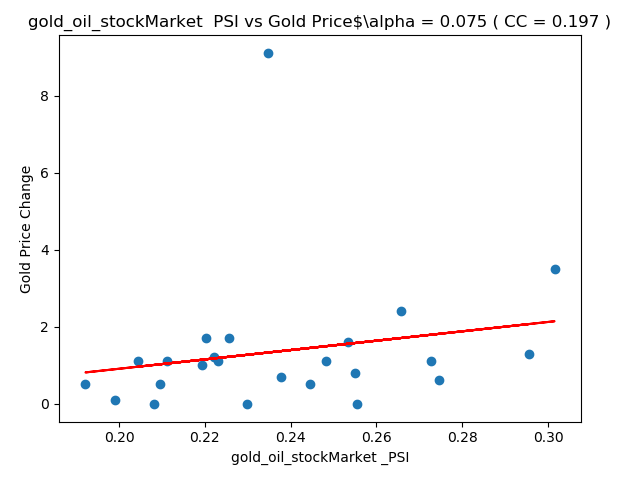 gold_oil_stockMarket  PSI vs Gold Price$\alpha = 0.075 ( CC = 0.197 )
Gold Price Change
8
6
4
2
0
0.20 0.22 0.24 0.26 0.28 0.30
gold_oil_stockMarket _PSI